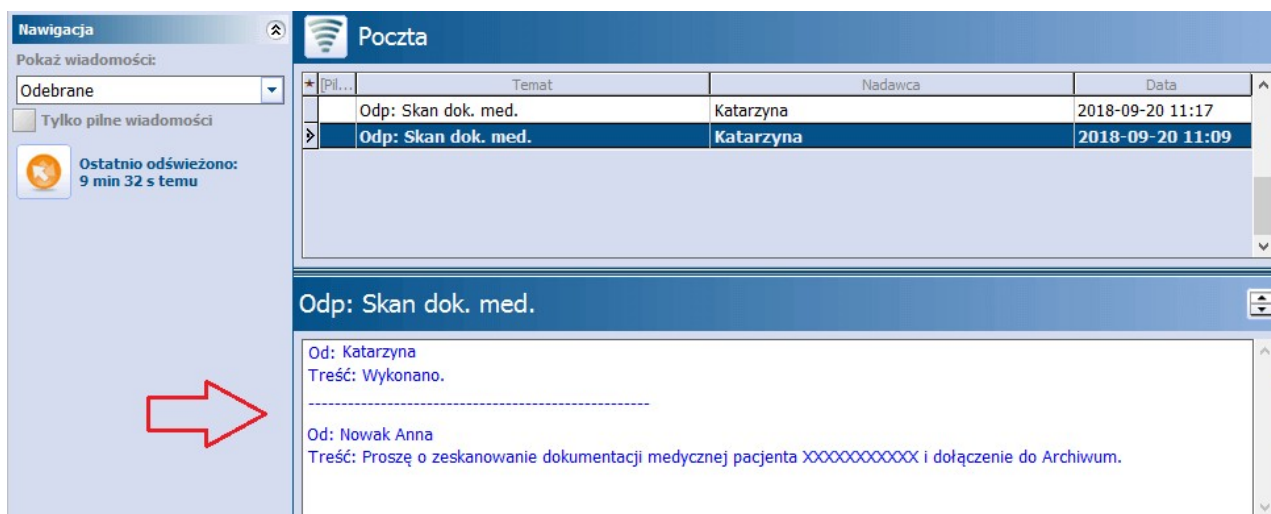 Nawigacja
Pokaż wiadomości:
Odebrane
Tylko pilne wiadomości
Ostatnio odświeżono:
9 min 32 s temu
Poczta
[Pil... Temat Nadawca Data
Odp: Skan dok. med. Katarzyna 2018-09-20 11:17
Odp: Skan dok. med. Katarzyna 2018-09-20 11:09
Odp: Skan dok. med.
Od: Katarzyna
Treść: Wykonano.
----------------------------------------------------
Od: Nowak Anna
Treść: Proszę o zeskanowanie dokumentacji medycznej pacjenta XXXXXXXXXXX i dołączenie do Archiwum.